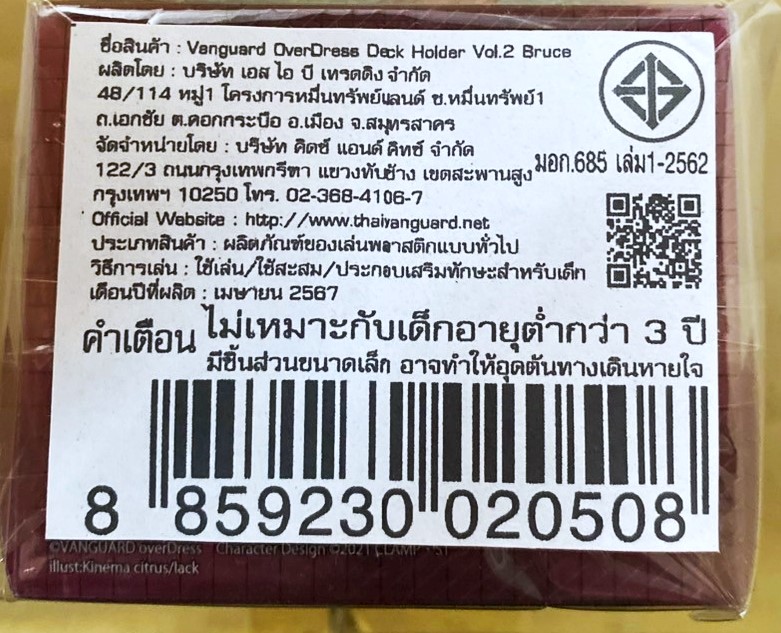 ชื่อสินค้า : Vanguard OverDress Deck Holder Vol.2 Bruce
ผลิตโดย : บริษัท เอส ไอ บี เทรดดิง จำกัด
48/114 หมู่1 โครงการหมื่นทรัพย์แลนด์ ซ.หมื่นทรัพย์1
ถ.เอกชัย ต.คอกกระบือ อ.เมือง จ.สมุทรสาคร
จัดจำหน่ายโดย : บริษัท คิดซ์ แอนด์ คิทซ์ จำกัด
122/3 ถนนกรุงเทพกรีฑา แขวงทับช้าง เขตสะพานสูง
มอก.685 เล่ม1-2562
กรุงเทพฯ 10250 โทร. 02-368-4106-7
Official Website : http://www.thaivanguard.net
ประเภทสินค้า : ผลิตภัณฑ์ของเล่นพลาสติกแบบทั่วไป
วิธีการเล่น : ใช้เล่น/ใช้สะสม/ประกอบเสริมทักษะสำหรับเด็ก
เดือนปีที่ผลิต : เมษายน 2567
คำเตือน ไม่เหมาะกับเด็กอายุต่ำกว่า 3 ปี
มีชิ้นส่วนขนาดเล็ก อาจทำให้อุดตันทางเดินหายใจ
8 859230 020508
©VANGUARD overDress Character Design ©2021 CLAMP・ST
illust:Kinema citrus/lack